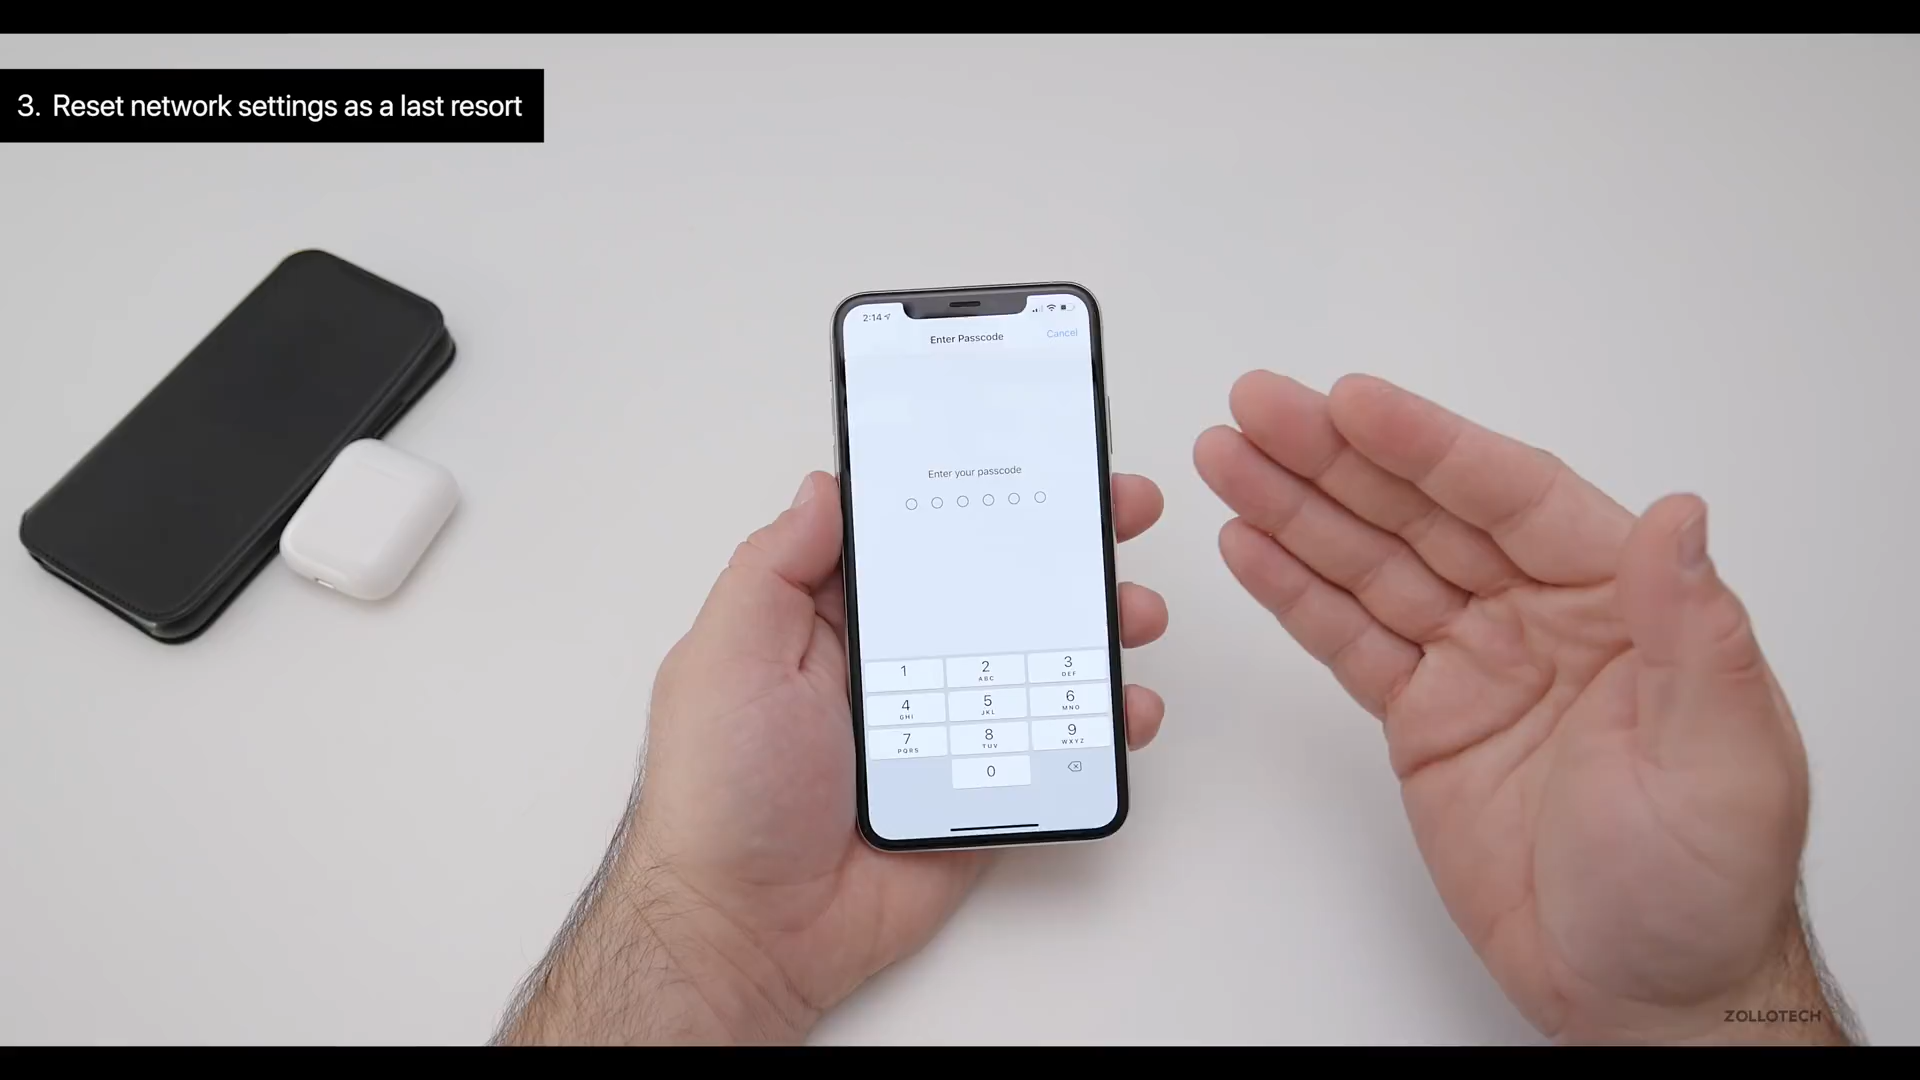 3. Reset network settings as a last resort
2:14
Enter Passcode
Cancel
Enter your passcode
1
2
ABC
3
DEF
4
GHI
5
JKL
6
MNO
7
PQRS
8
TUV
9
WXYZ
0
ZOLLOTECH